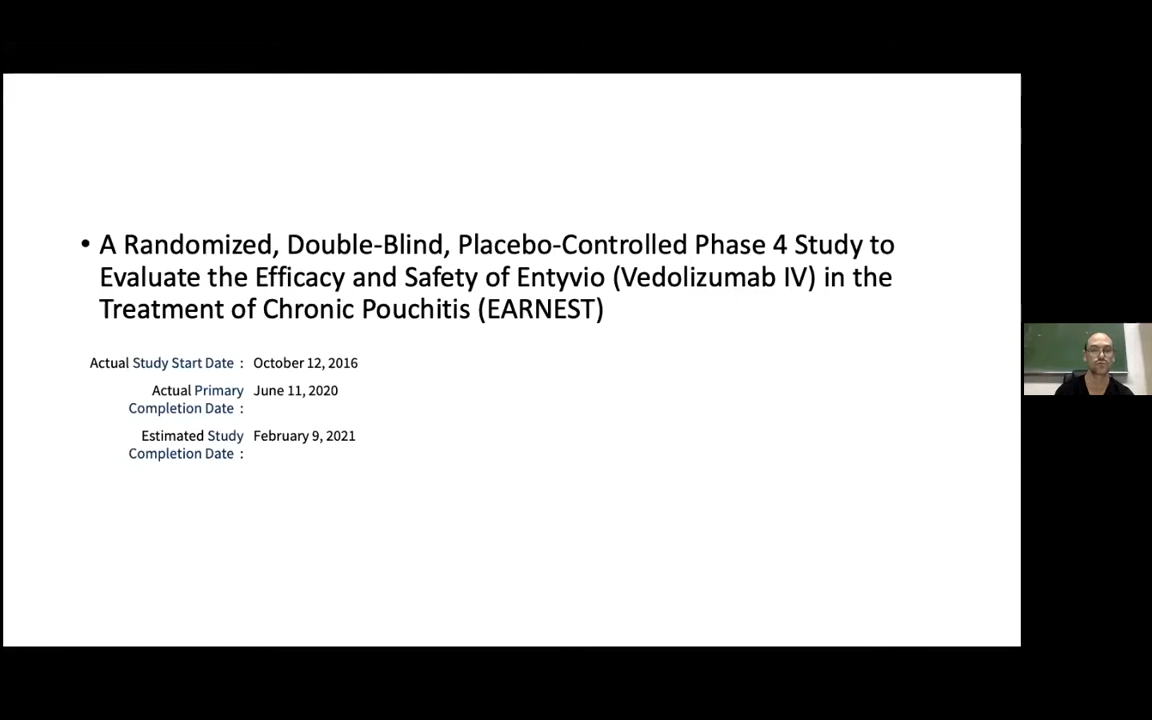 • A Randomized, Double-Blind, Placebo-Controlled Phase 4 Study to
Evaluate the Efficacy and Safety of Entyvio (Vedolizumab IV) in the
Treatment of Chronic Pouchitis (EARNEST)
Actual Study Start Date : October 12, 2016
Actual Primary June 11, 2020
Completion Date :
Estimated Study February 9, 2021
Completion Date :